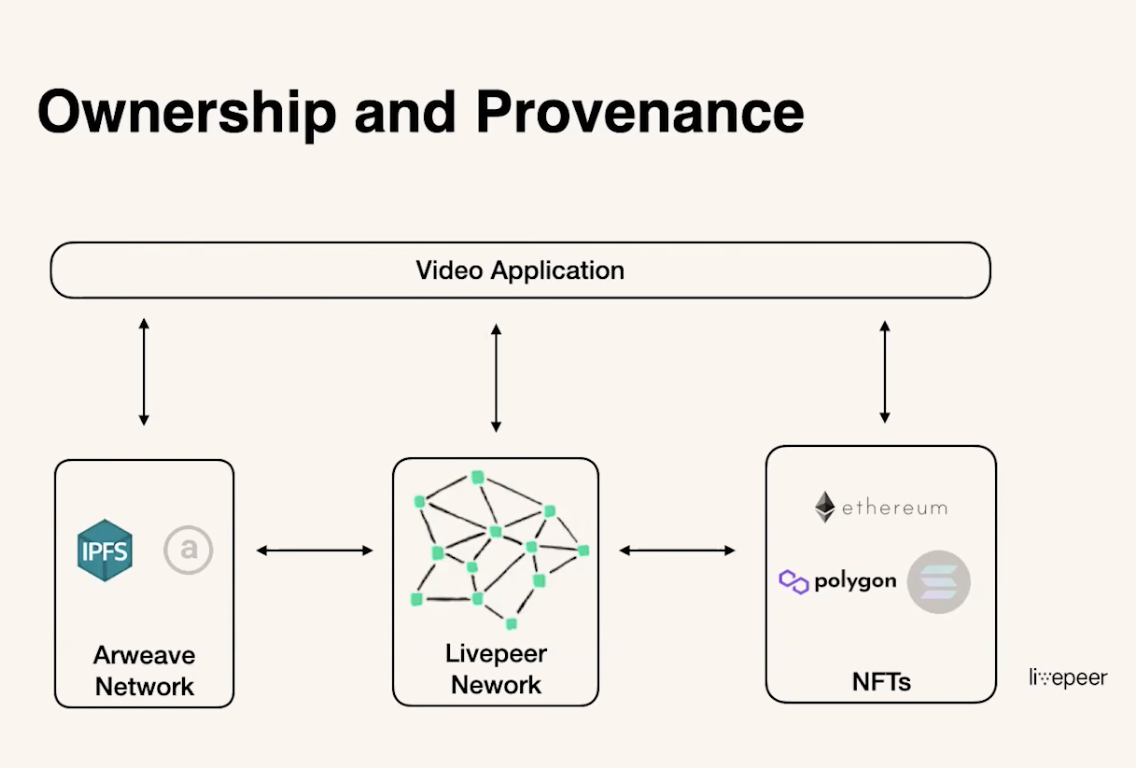 Ownership and Provenance
Video Application
IPFS
a
Arweave
Network
Livepeer
Nework
ethereum
polygon
NFTs
livepeer